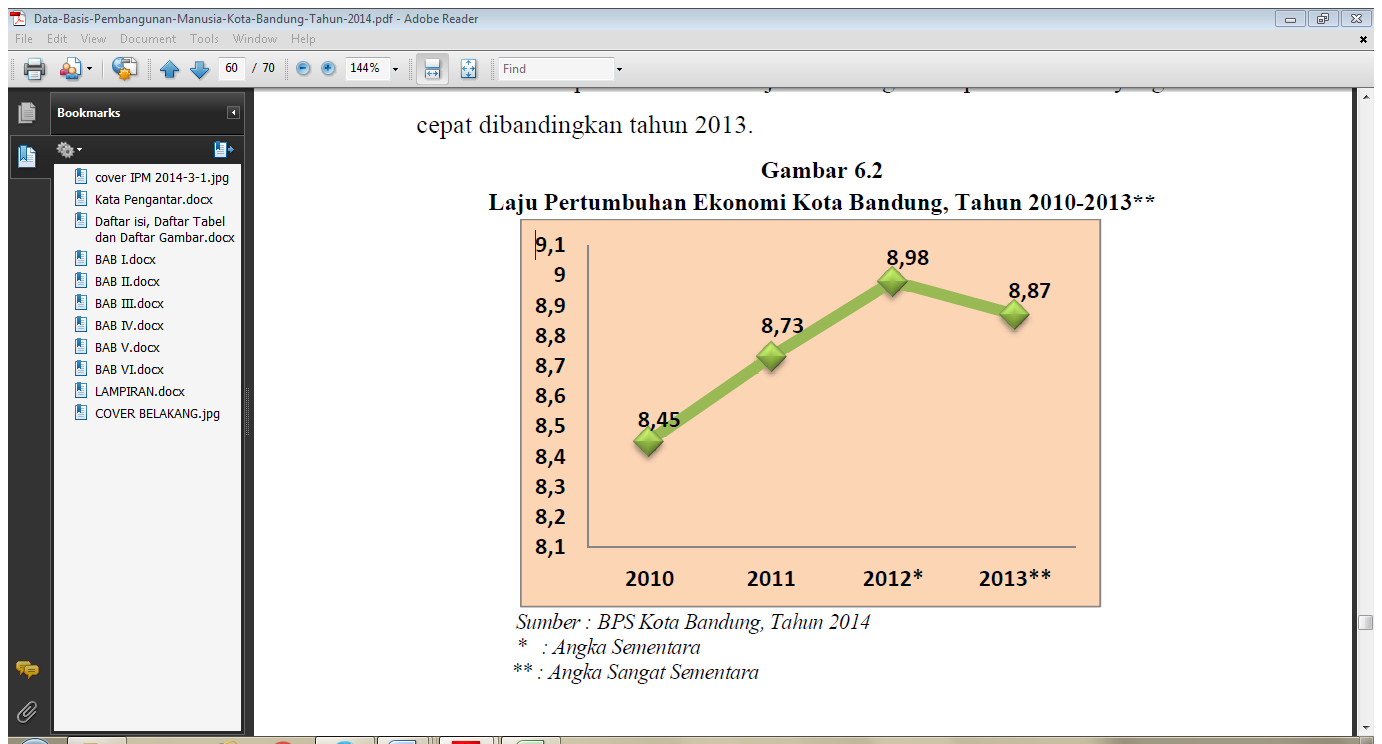 Data-Basis-Pembangunan-Manusia-Kota-Bandung-Tahun-2014.pdf - Adobe Reader
File Edit View Document Tools Window Help
60 / 70 144% Find
Bookmarks
cover IPM 2014-3-1.jpg
Kata Pengantar.docx
Daftar isi, Daftar Tabel
dan Daftar Gambar.docx
BAB I.docx
BAB II.docx
BAB III.docx
BAB IV.docx
BAB V.docx
BAB VI.docx
LAMPIRAN.docx
COVER BELAKANG.jpg
cepat dibandingkan tahun 2013.
Gambar 6.2
Laju Pertumbuhan Ekonomi Kota Bandung, Tahun 2010-2013**
9,1
9
8,9
8,8
8,7
8,6
8,5
8,4
8,3
8,2
8,1
8,45
8,73
8,98
8,87
2010 2011 2012* 2013**
Sumber : BPS Kota Bandung, Tahun 2014
* : Angka Sementara
** : Angka Sangat Sementara